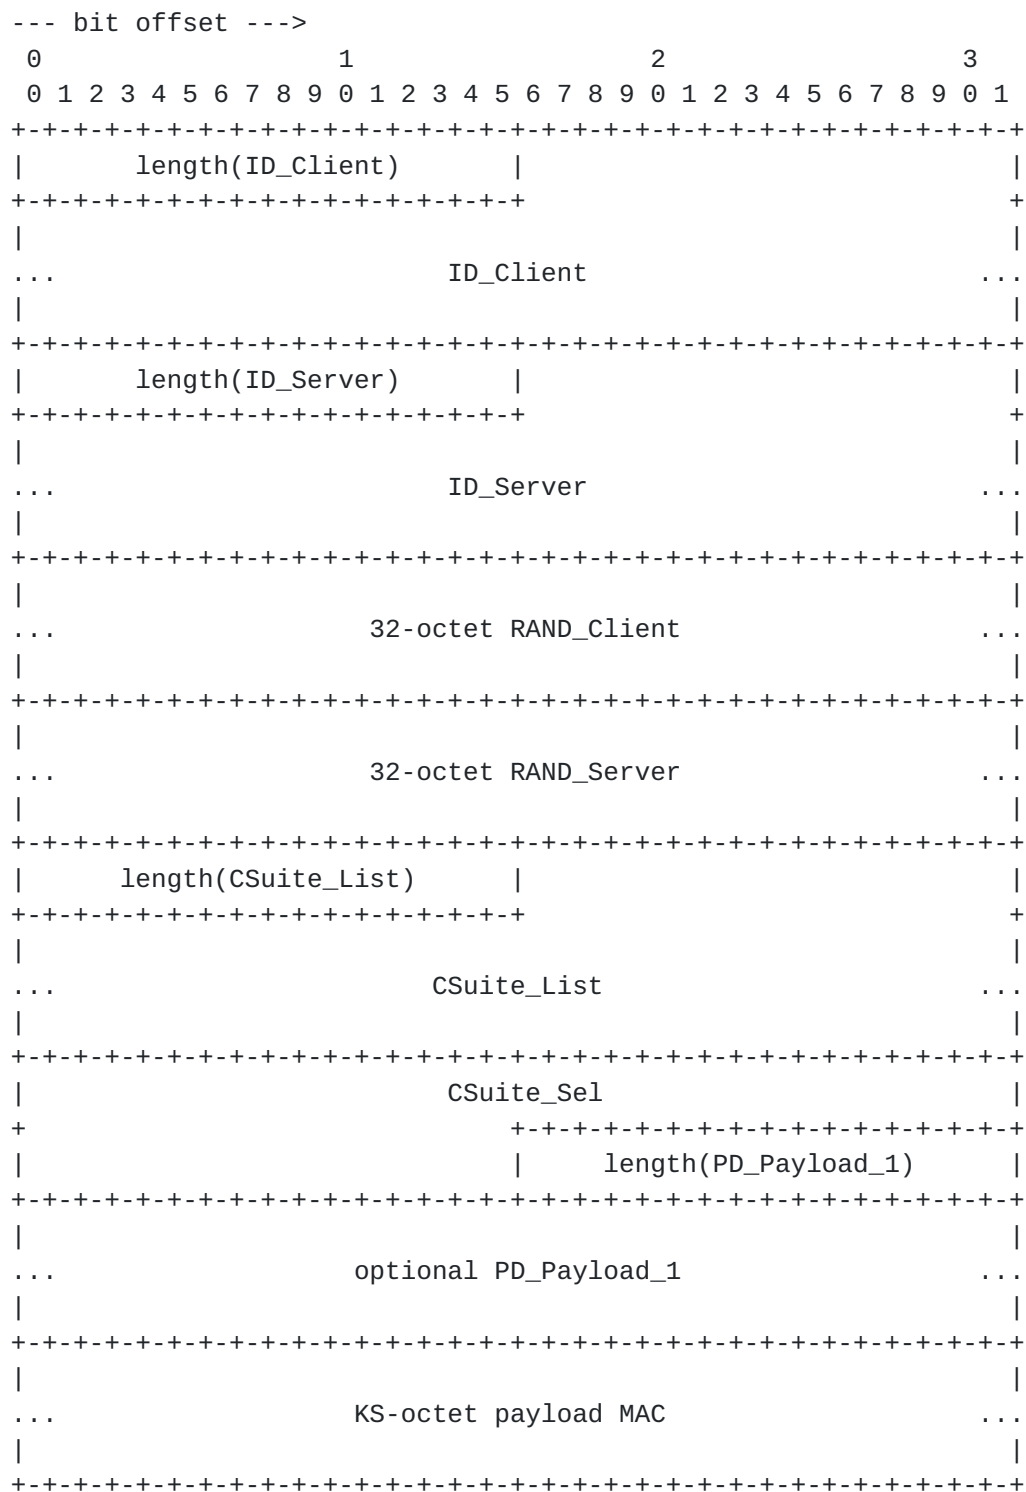 --- bit offset --->
 0                   1                   2                   3
 0 1 2 3 4 5 6 7 8 9 0 1 2 3 4 5 6 7 8 9 0 1 2 3 4 5 6 7 8 9 0 1
+-+-+-+-+-+-+-+-+-+-+-+-+-+-+-+-+-+-+-+-+-+-+-+-+-+-+-+-+-+-+-+-+
|       length(ID_Client)       |                               |
+-+-+-+-+-+-+-+-+-+-+-+-+-+-+-+-+                               +
|                                                               |
...                         ID_Client                         ...
|                                                               |
+-+-+-+-+-+-+-+-+-+-+-+-+-+-+-+-+-+-+-+-+-+-+-+-+-+-+-+-+-+-+-+-+
|       length(ID_Server)       |                               |
+-+-+-+-+-+-+-+-+-+-+-+-+-+-+-+-+                               +
|                                                               |
...                         ID_Server                         ...
|                                                               |
+-+-+-+-+-+-+-+-+-+-+-+-+-+-+-+-+-+-+-+-+-+-+-+-+-+-+-+-+-+-+-+-+
|                                                               |
...                    32-octet RAND_Client                   ...
|                                                               |
+-+-+-+-+-+-+-+-+-+-+-+-+-+-+-+-+-+-+-+-+-+-+-+-+-+-+-+-+-+-+-+-+
|                                                               |
...                    32-octet RAND_Server                   ...
|                                                               |
+-+-+-+-+-+-+-+-+-+-+-+-+-+-+-+-+-+-+-+-+-+-+-+-+-+-+-+-+-+-+-+-+
|      length(CSuite_List)      |                               |
+-+-+-+-+-+-+-+-+-+-+-+-+-+-+-+-+                               +
|                                                               |
...                        CSuite_List                        ...
|                                                               |
+-+-+-+-+-+-+-+-+-+-+-+-+-+-+-+-+-+-+-+-+-+-+-+-+-+-+-+-+-+-+-+-+
|                           CSuite_Sel                          |
+                               +-+-+-+-+-+-+-+-+-+-+-+-+-+-+-+-+
|                               |     length(PD_Payload_1)      |
+-+-+-+-+-+-+-+-+-+-+-+-+-+-+-+-+-+-+-+-+-+-+-+-+-+-+-+-+-+-+-+-+
|                                                               |
...                   optional PD_Payload_1                   ...
|                                                               |
+-+-+-+-+-+-+-+-+-+-+-+-+-+-+-+-+-+-+-+-+-+-+-+-+-+-+-+-+-+-+-+-+
|                                                               |
...                   KS-octet payload MAC                    ...
|                                                               |
+-+-+-+-+-+-+-+-+-+-+-+-+-+-+-+-+-+-+-+-+-+-+-+-+-+-+-+-+-+-+-+-+